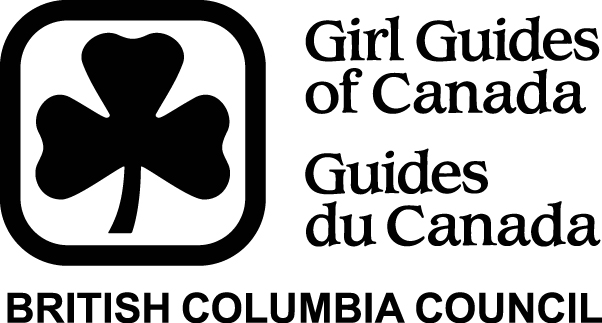 Girl Guides
of Canada
Guides
du Canada
BRITISH COLUMBIA COUNCIL